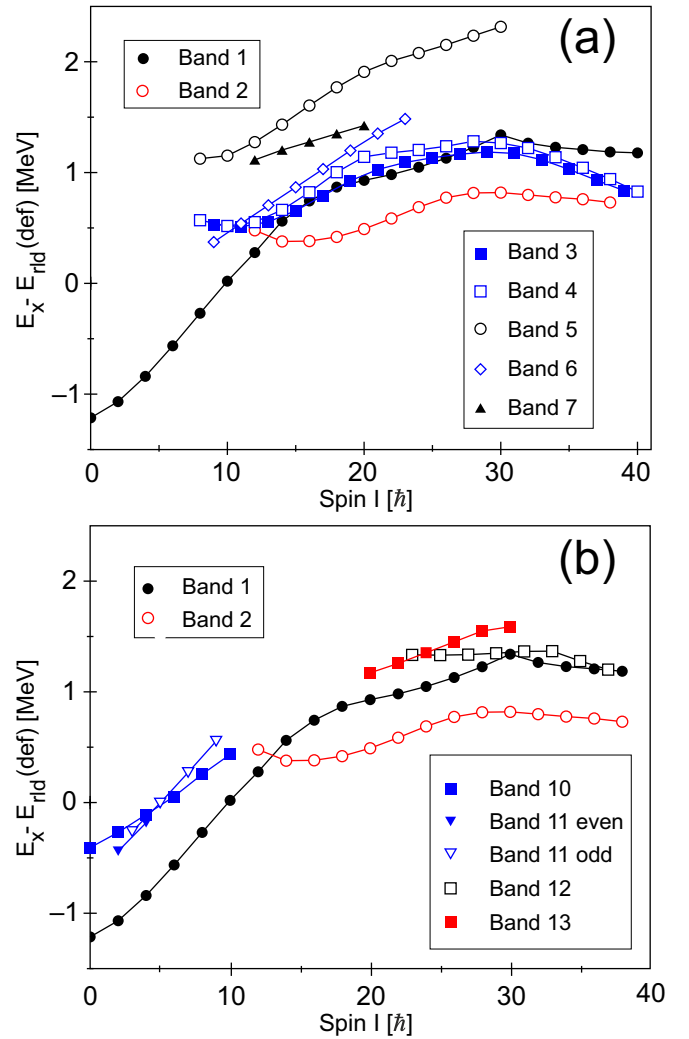 (a)
Band 1
Band 2
2
1
0
–1
E_x - E_rld(def) [MeV]
Band 3
Band 4
Band 5
Band 6
Band 7
0 10 20 30 40
Spin I [ℏ]
(b)
Band 1
Band 2
2
1
0
–1
E_x - E_rld(def) [MeV]
Band 10
Band 11 even
Band 11 odd
Band 12
Band 13
0 10 20 30 40
Spin I [ℏ]